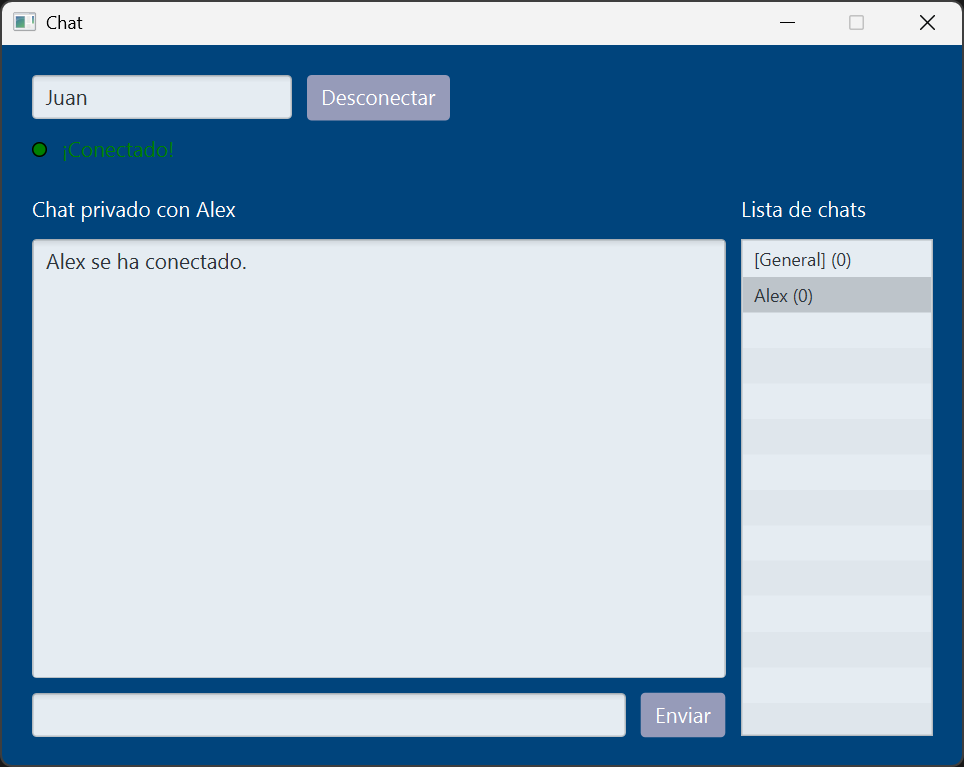 Chat
Juan
Desconectar
¡Conectado!
Chat privado con Alex
Lista de chats
Alex se ha conectado.
[General] (0)
Alex (0)
Enviar